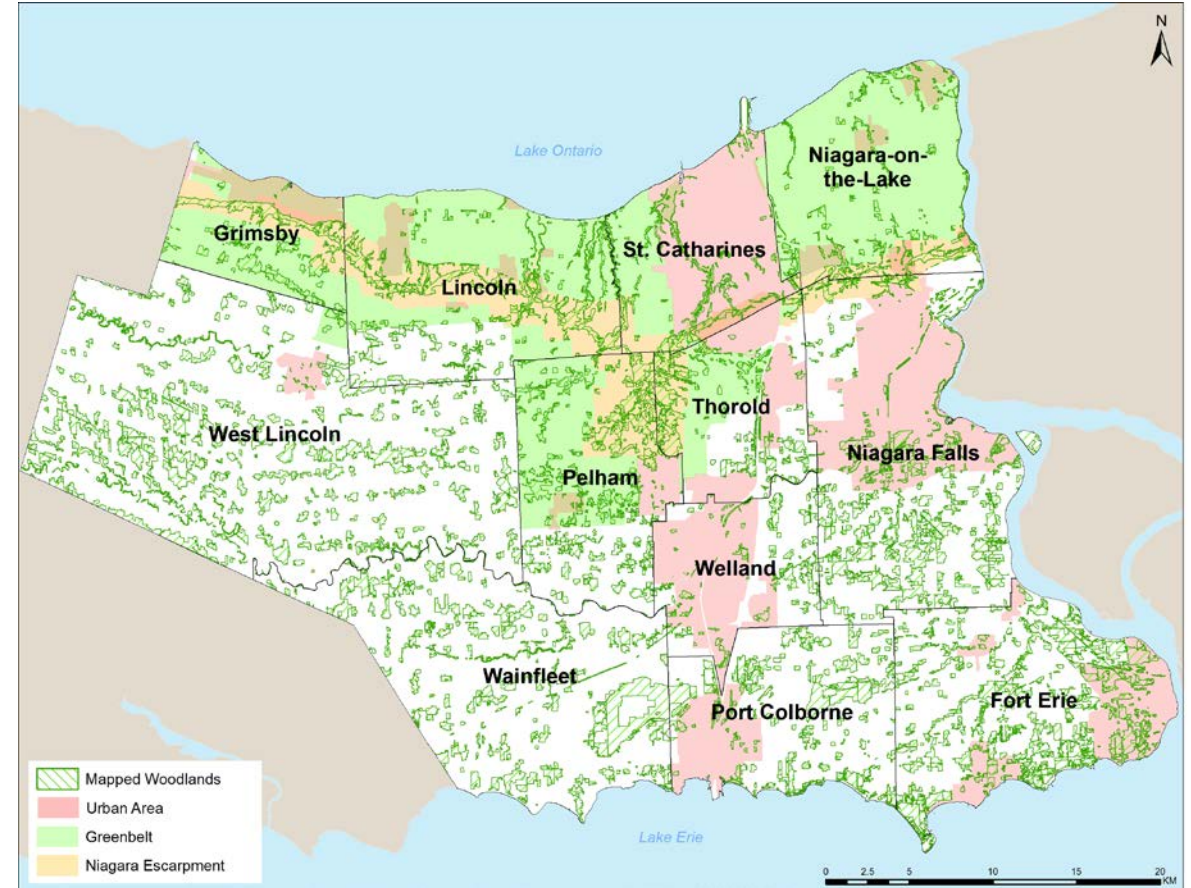 N
Lake Ontario
Niagara-on-
the-Lake
Grimsby
St. Catharines
Lincoln
Thorold
West Lincoln
Niagara Falls
Pelham
Welland
Wainfleet
Fort Erie
Port Colborne
Mapped Woodlands
Urban Area
Greenbelt
Niagara Escarpment
Lake Erie
0 2.5 5 10 15 20
KM